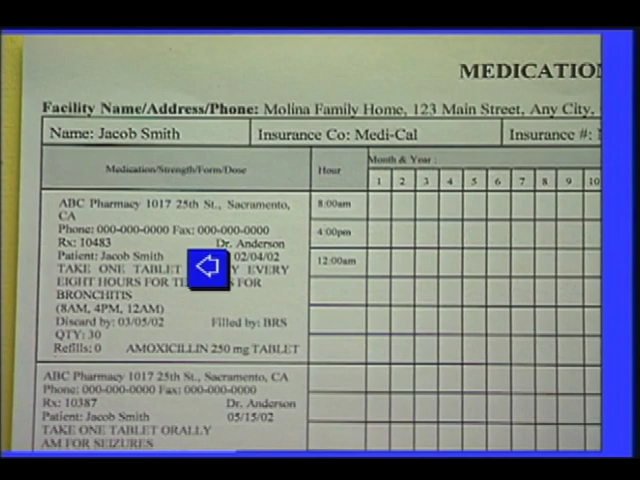 MEDICATION
Facility Name/Address/Phone: Molina Family Home, 123 Main Street, Any City,
Name: Jacob Smith Insurance Co: Medi-Cal Insurance #:
Medication/Strength/Form/Dose Hour Month & Year :
1 2 3 4 5 6 7 8 9 10
ABC Pharmacy 1017 25th St., Sacramento, 8:00am
CA
Phone: 000-000-0000 Fax: 000-000-0000 4:00pm
Rx: 10483 Dr. Anderson
Patient: Jacob Smith 02/04/02 12:00am
TAKE ONE TABLET EVERY
EIGHT HOURS FOR FOR
BRONCHITIS
(8AM, 4PM, 12AM)
Discard by: 03/05/02 Filled by: BRS
QTY: 30
Refills: 0 AMOXICILLIN 250 mg TABLET
ABC Pharmacy 1017 25th St., Sacramento, CA
Phone: 000-000-0000 Fax: 000-000-0000
Rx: 10387 Dr. Anderson
Patient: Jacob Smith 05/15/02
TAKE ONE TABLET ORALLY
AM FOR SEIZURES